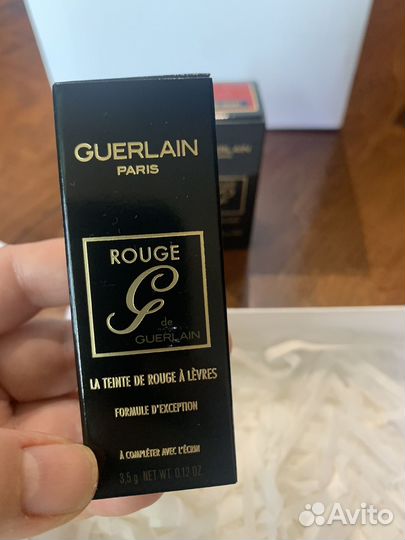 GUERLAIN
PARIS
ROUGE
G
de
GUERLAIN
LA TEINTE DE ROUGE À LÈVRES
FORMULE D'EXCEPTION
À COMPLÉTER AVEC L'ÉCRIN
3,5 g NET WT 0.12 OZ
Avito